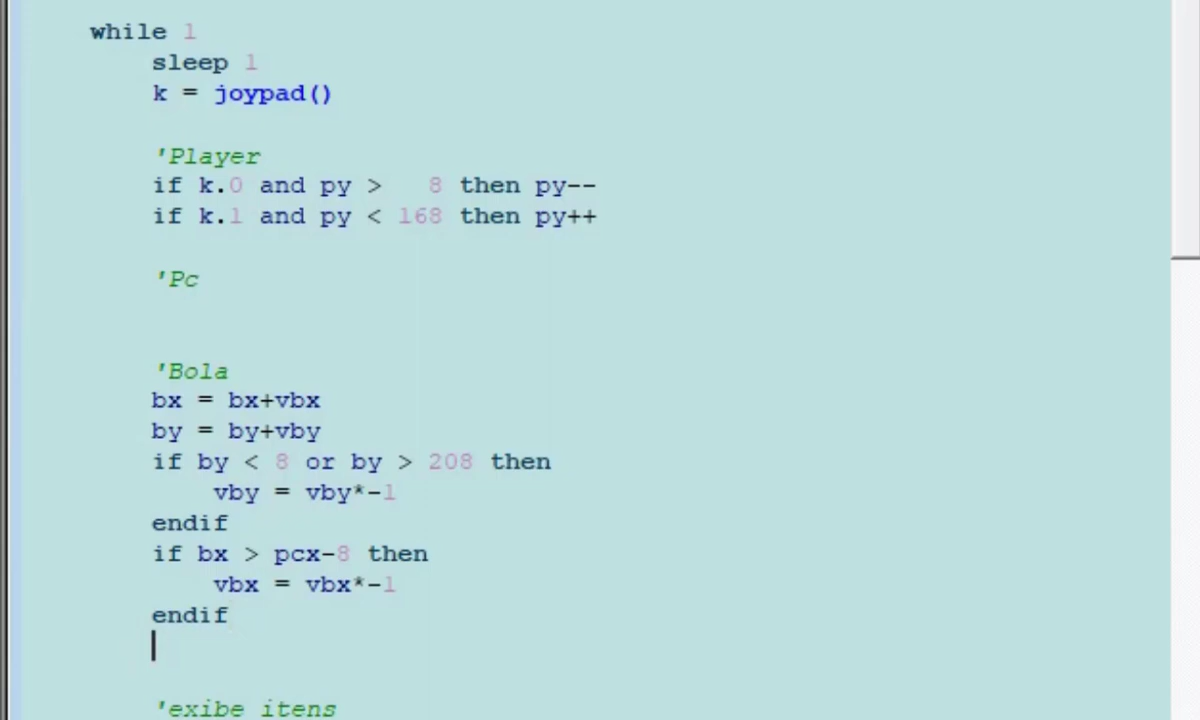 while 1
sleep 1
k = joypad()
'Player
if k.0 and py >   8 then py--
if k.1 and py < 168 then py++
'Pc
'Bola
bx = bx+vbx
by = by+vby
if by < 8 or by > 208 then
vby = vby*-1
endif
if bx > pcx-8 then
vbx = vbx*-1
endif
'exibe itens